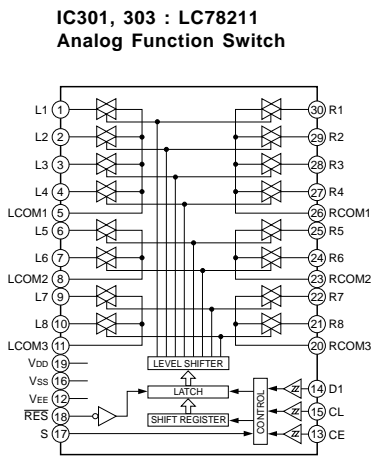 IC301, 303 : LC78211
Analog Function Switch
L1 1 30 R1
L2 2 29 R2
L3 3 28 R3
L4 4 27 R4
LCOM1 5 26 RCOM1
L5 6 25 R5
L6 7 24 R6
LCOM2 8 23 RCOM2
L7 9 22 R7
L8 10 21 R8
LCOM3 11 20 RCOM3
VDD 19 LEVEL SHIFTER
VSS 16 LATCH CONTROL 14 D1
VEE 12 15 CL
RES 18 SHIFT REGISTER
S 17 13 CE